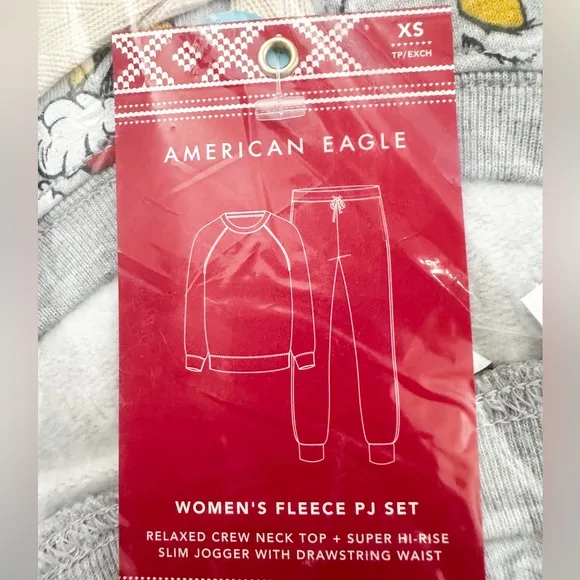 XS
TP/EXCH
AMERICAN EAGLE
WOMEN'S FLEECE PJ SET
RELAXED CREW NECK TOP + SUPER HI-RISE
SLIM JOGGER WITH DRAWSTRING WAIST